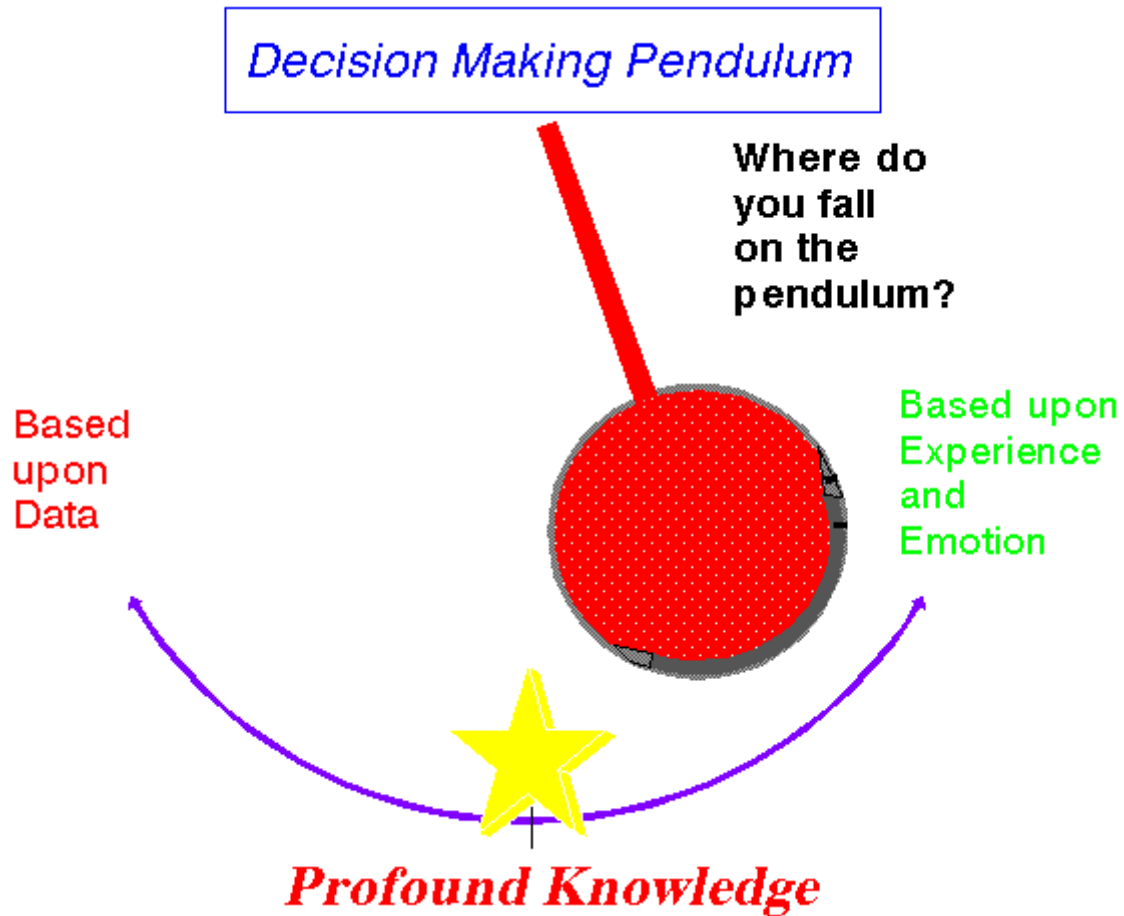 Decision Making Pendulum
Where do
you fall
on the
pendulum?
Based
upon
Data
Based upon
Experience
and
Emotion
Profound Knowledge